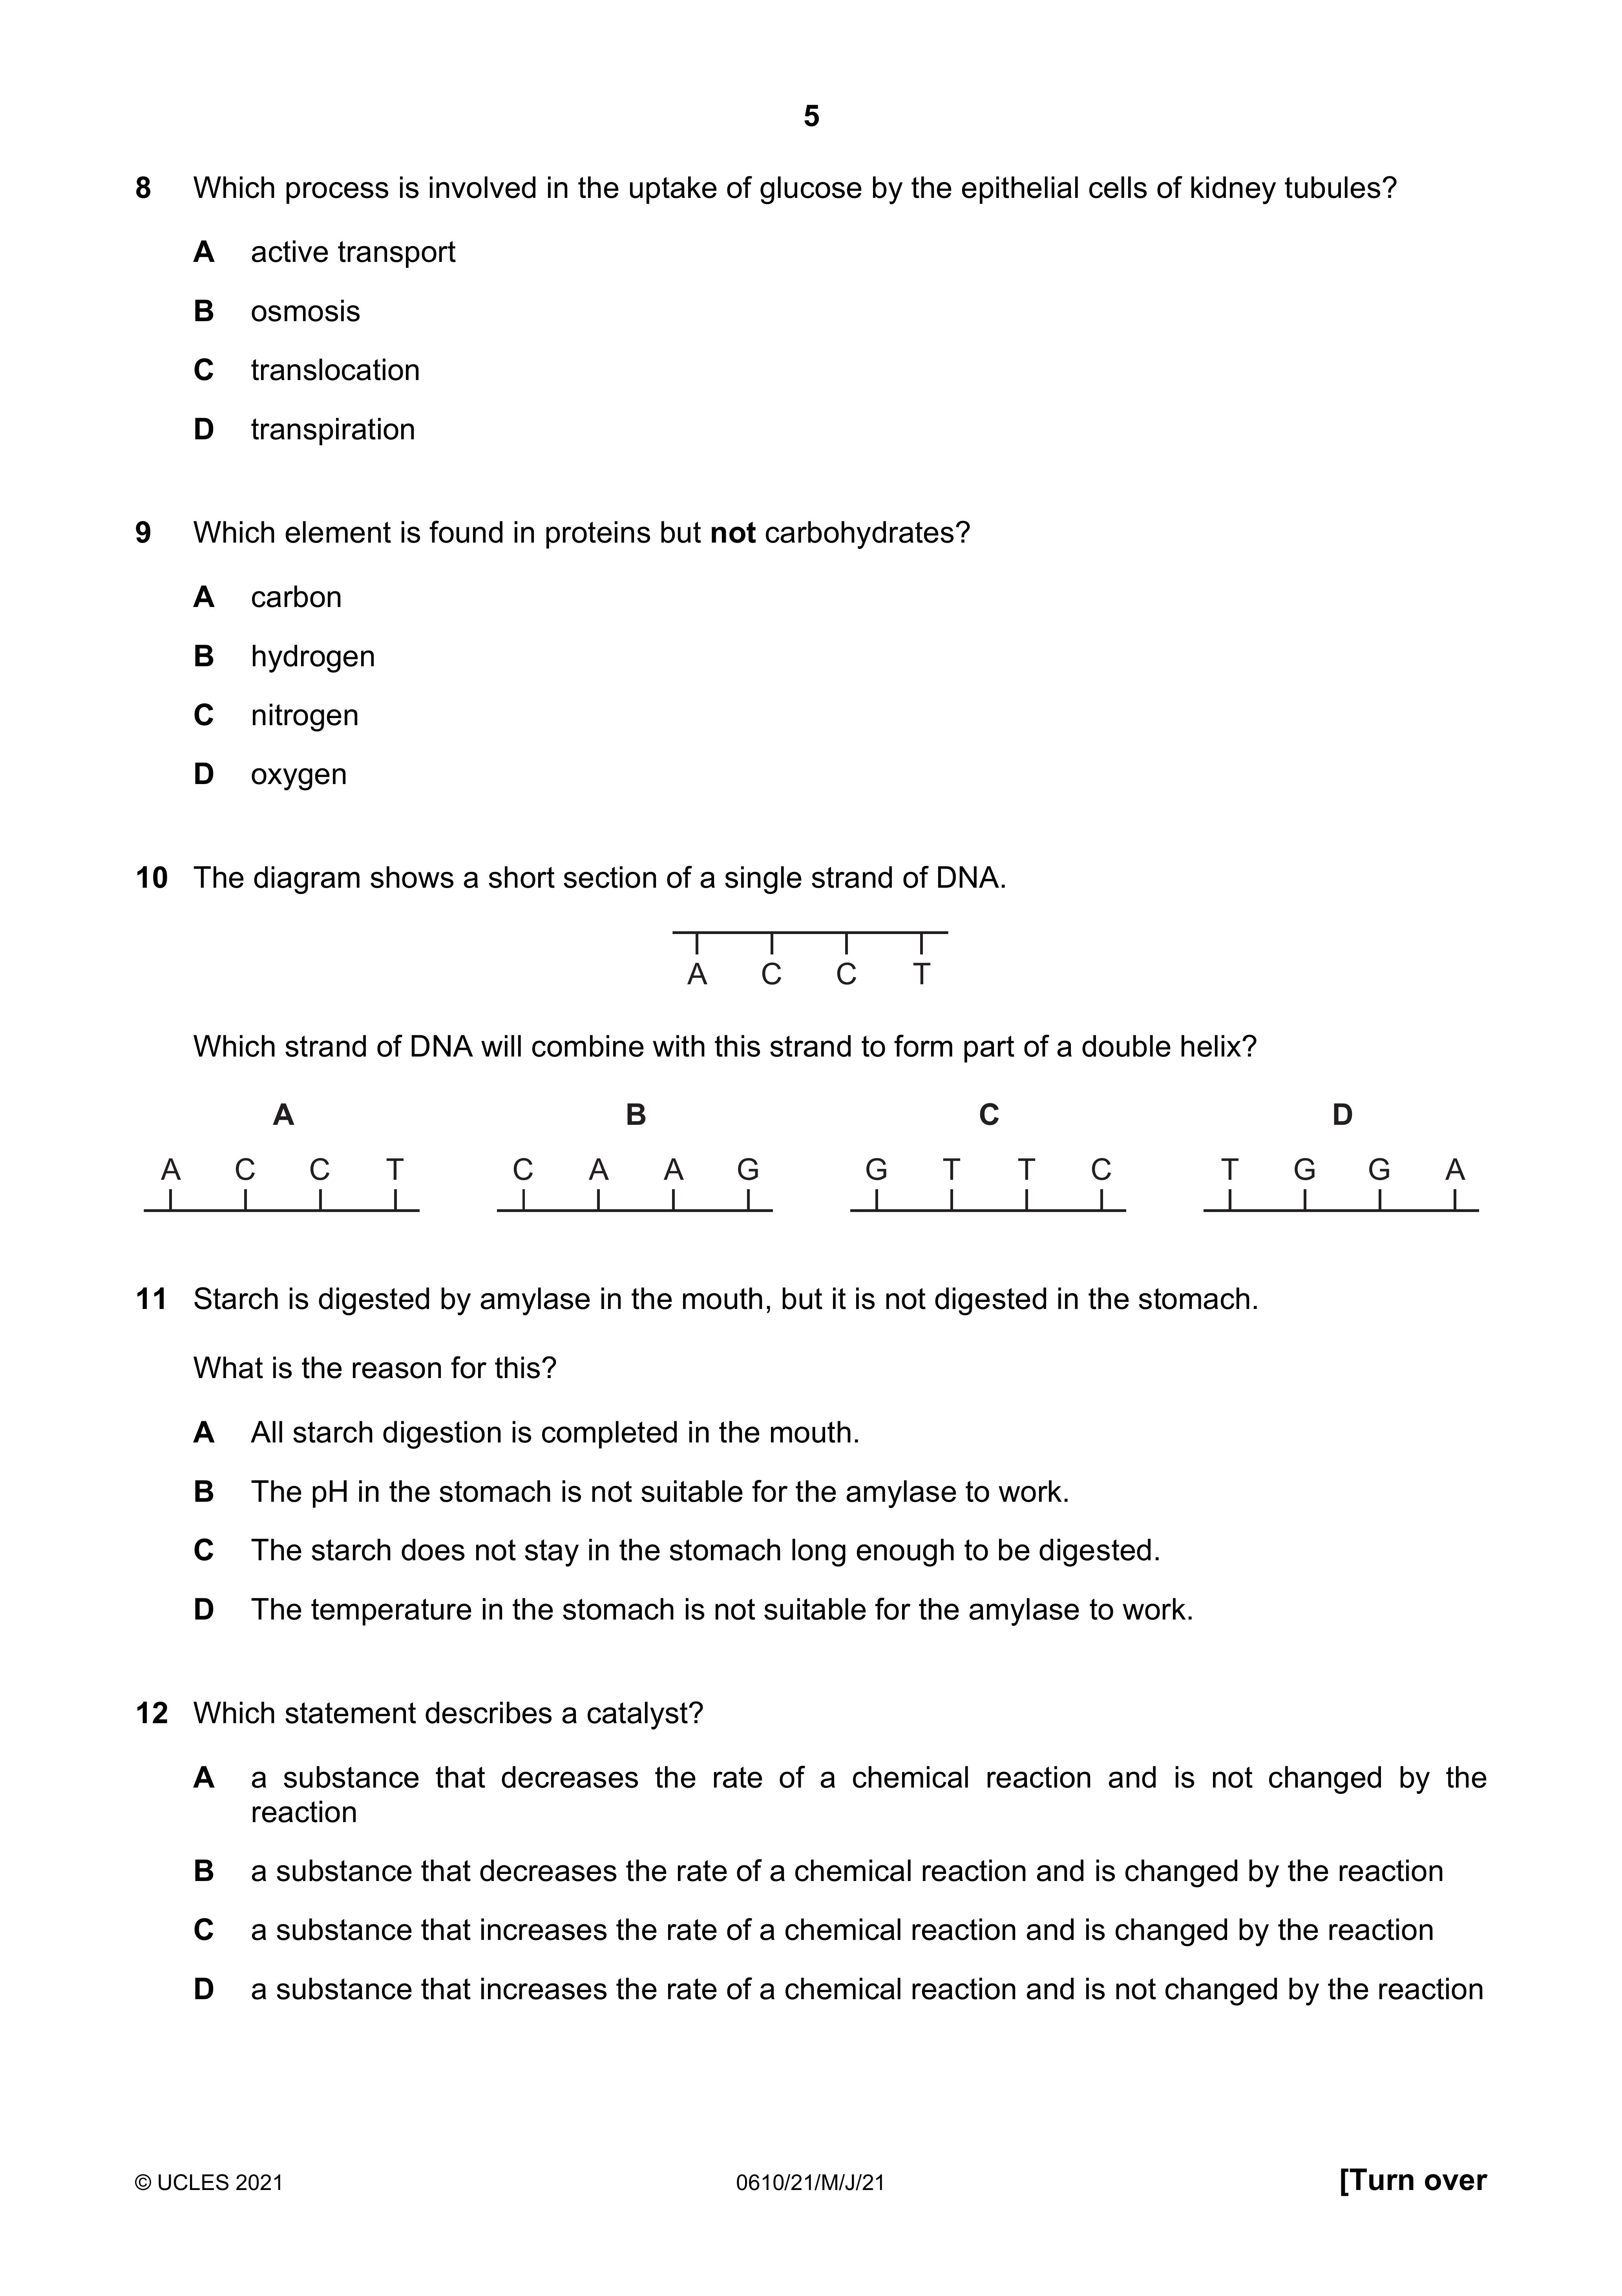 5
8 Which process is involved in the uptake of glucose by the epithelial cells of kidney tubules?
A active transport
B osmosis
C translocation
D transpiration
9 Which element is found in proteins but not carbohydrates?
A carbon
B hydrogen
C nitrogen
D oxygen
10 The diagram shows a short section of a single strand of DNA.
A C C T
Which strand of DNA will combine with this strand to form part of a double helix?
A B C D
A C C T C A A G G T T C T G G A
11 Starch is digested by amylase in the mouth, but it is not digested in the stomach.
What is the reason for this?
A All starch digestion is completed in the mouth.
B The pH in the stomach is not suitable for the amylase to work.
C The starch does not stay in the stomach long enough to be digested.
D The temperature in the stomach is not suitable for the amylase to work.
12 Which statement describes a catalyst?
A a substance that decreases the rate of a chemical reaction and is not changed by the
reaction
B a substance that decreases the rate of a chemical reaction and is changed by the reaction
C a substance that increases the rate of a chemical reaction and is changed by the reaction
D a substance that increases the rate of a chemical reaction and is not changed by the reaction
© UCLES 2021 0610/21/M/J/21 [Turn over